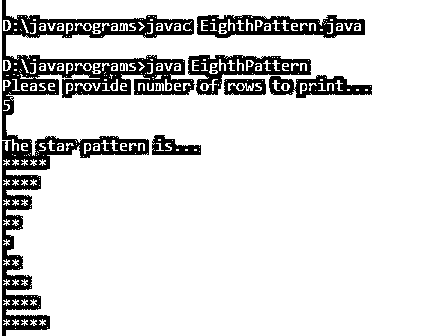 D:\javaprograms>javac EighthPattern.java
D:\javaprograms>java EighthPattern
Please provide number of rows to print...
5
The star pattern is...
*****
****
***
**
*
**
***
****
*****